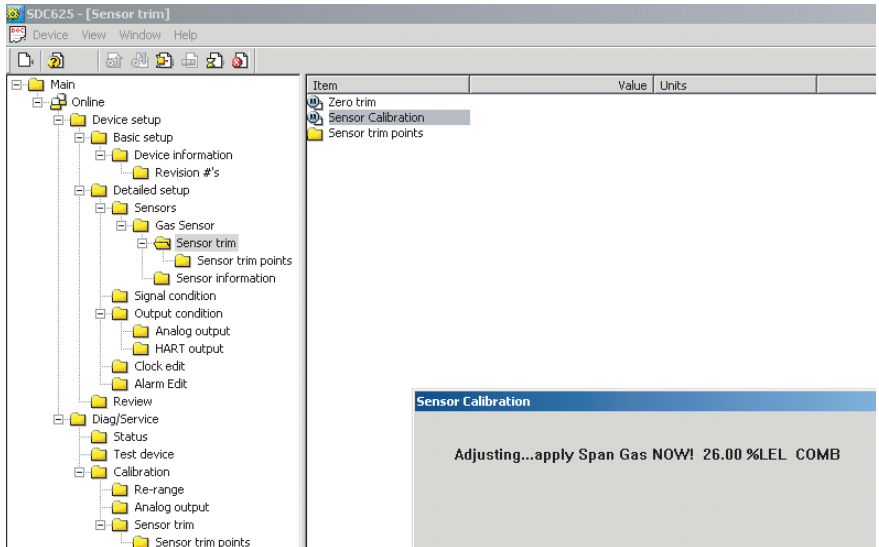 SDC625 - [Sensor trim]
Device View Window Help
Main
Online
Device setup
Basic setup
Device information
Revision #'s
Detailed setup
Sensors
Gas Sensor
Sensor trim
Sensor trim points
Sensor information
Signal condition
Output condition
Analog output
HART output
Clock edit
Alarm Edit
Review
Diag/Service
Status
Test device
Calibration
Re-range
Analog output
Sensor trim
Sensor trim points
Item Value Units
Zero trim
Sensor Calibration
Sensor trim points
Sensor Calibration
Adjusting...apply Span Gas NOW! 26.00 %LEL COMB